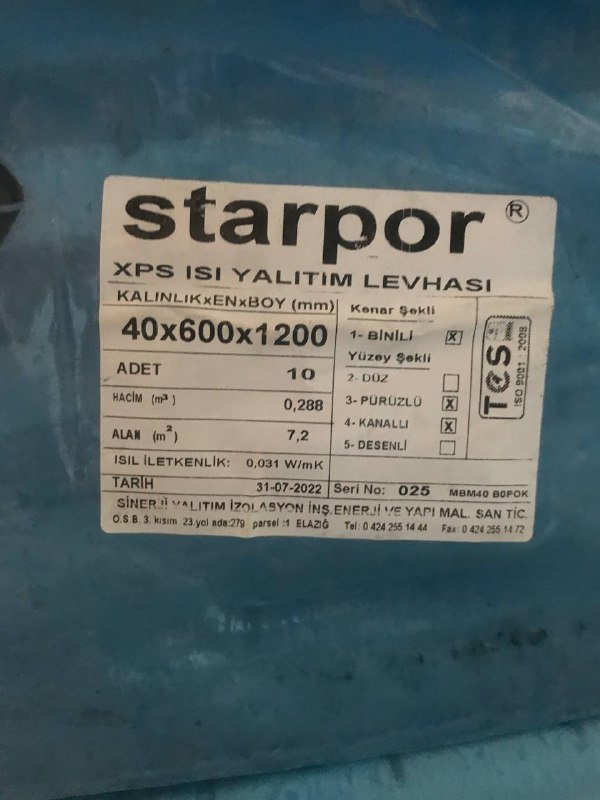 starpor ®
XPS ISI YALITIM LEVHASI
KALINLIKxENxBOY (mm)
40x600x1200
ADET 10
HACİM (m³) 0,288
ALAN (m²) 7,2
ISIL İLETKENLİK: 0,031 W/mK
TARİH 31-07-2022
Kenar Şekli
1- BİNİLİ X
Yüzey Şekli
2- DÜZ
3- PÜRÜZLÜ X
4- KANALLI X
5- DESENLİ
Seri No: 025 MBM40 B0POK
TCS
ISO 9001 : 2008
SİNERJİ YALITIM İZOLASYON İNŞ.ENERJİ VE YAPI MAL. SAN TİC.
O.S.B. 3. kısım 23.yol ada:279 parsel :1 ELAZIĞ Tel: 0 424 255 14 44 Fax: 0 424 255 14 72